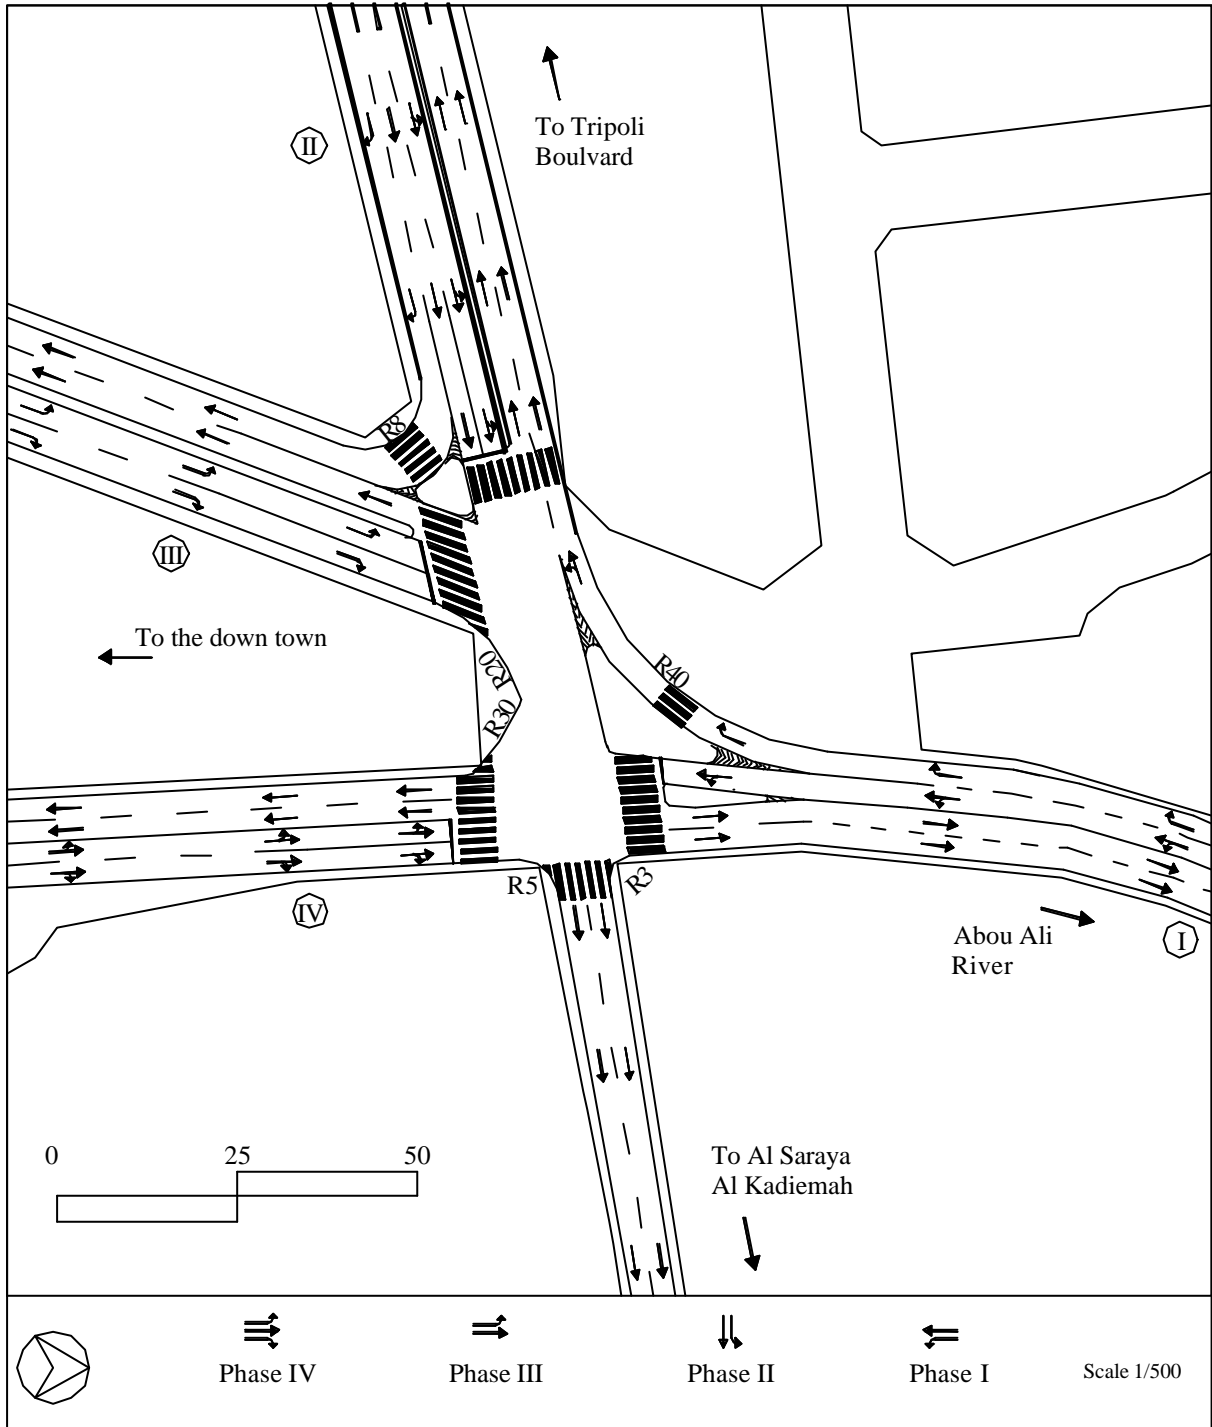 II
To Tripoli
Boulvard
R8
III
To the down town
R20
R40
R30
R5
R3
IV
Abou Ali
River
I
0 25 50
To Al Saraya
Al Kadiemah
Phase IV Phase III Phase II Phase I Scale 1/500